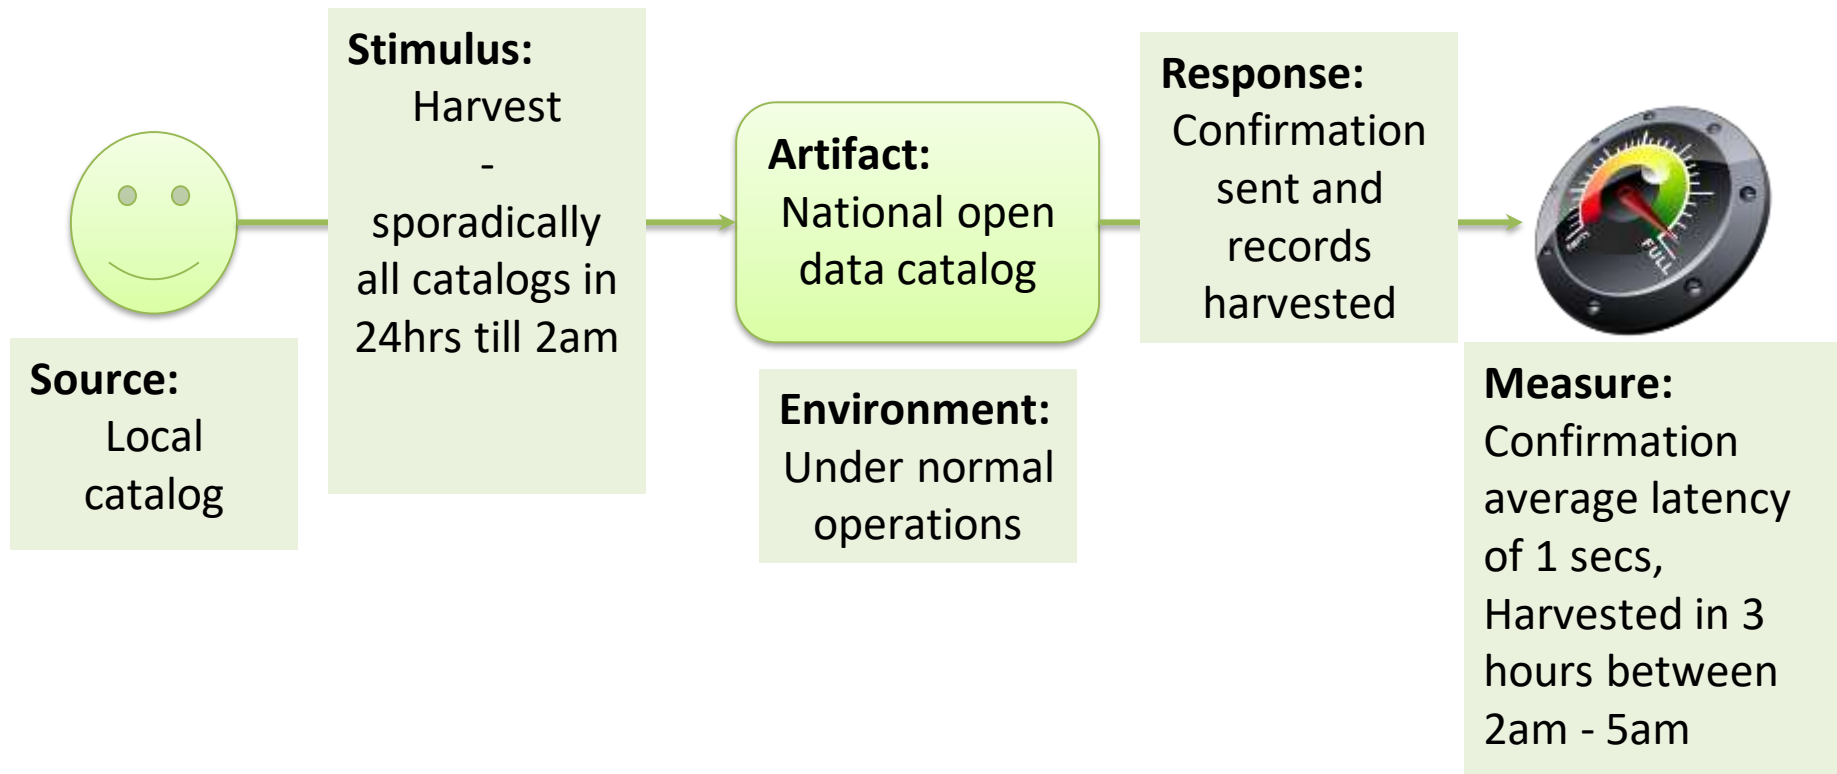 Stimulus:
Harvest
-
sporadically
all catalogs in
24hrs till 2am
Source:
Local
catalog
Artifact:
National open
data catalog
Environment:
Under normal
operations
Response:
Confirmation
sent and
records
harvested
FULL
Measure:
Confirmation
average latency
of 1 secs,
Harvested in 3
hours between
2am - 5am